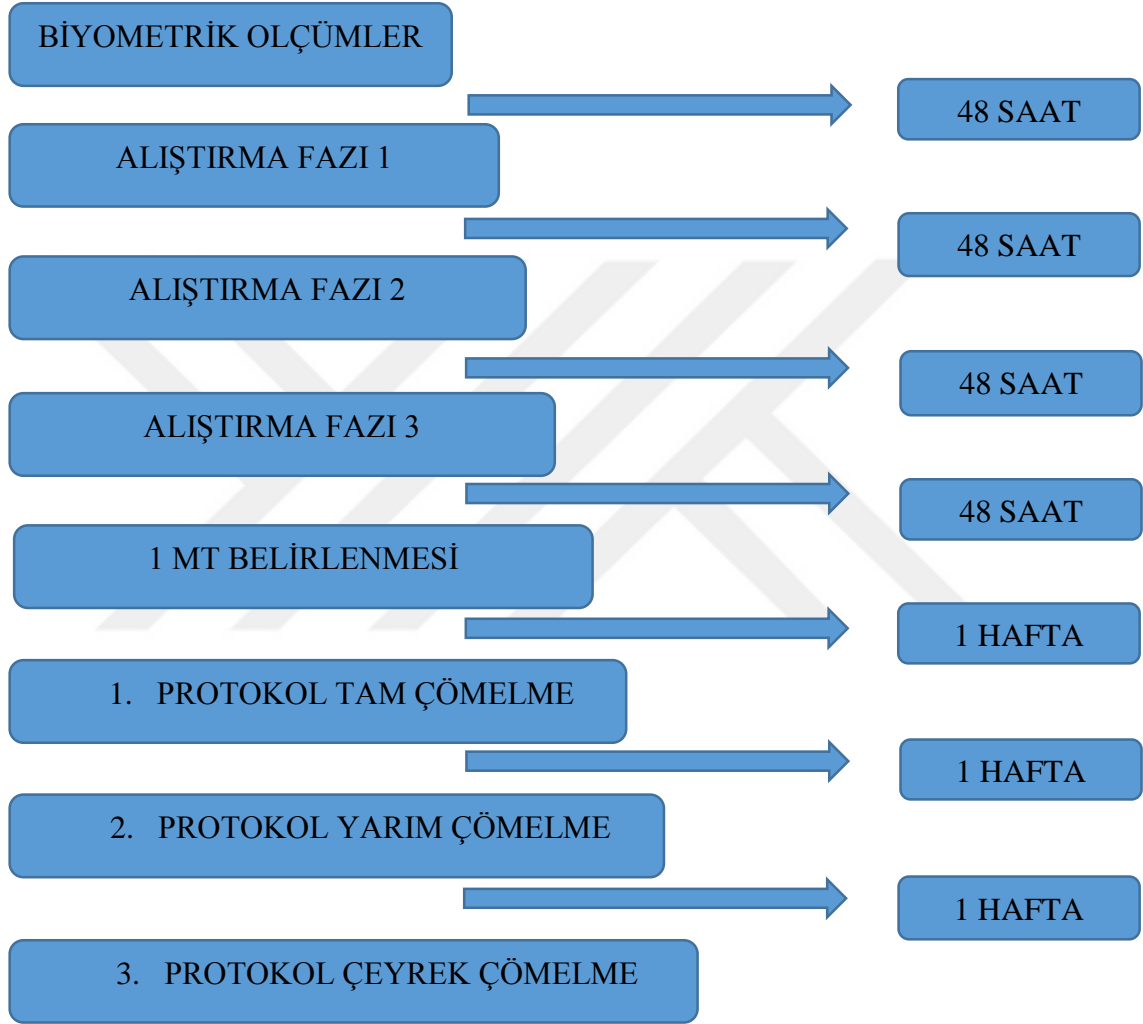 BİYOMETRİK OLÇÜMLER
48 SAAT
ALIŞTIRMA FAZI 1
48 SAAT
ALIŞTIRMA FAZI 2
48 SAAT
ALIŞTIRMA FAZI 3
48 SAAT
1 MT BELİRLENMESİ
1 HAFTA
1. PROTOKOL TAM ÇÖMELME
1 HAFTA
2. PROTOKOL YARIM ÇÖMELME
1 HAFTA
3. PROTOKOL ÇEYREK ÇÖMELME